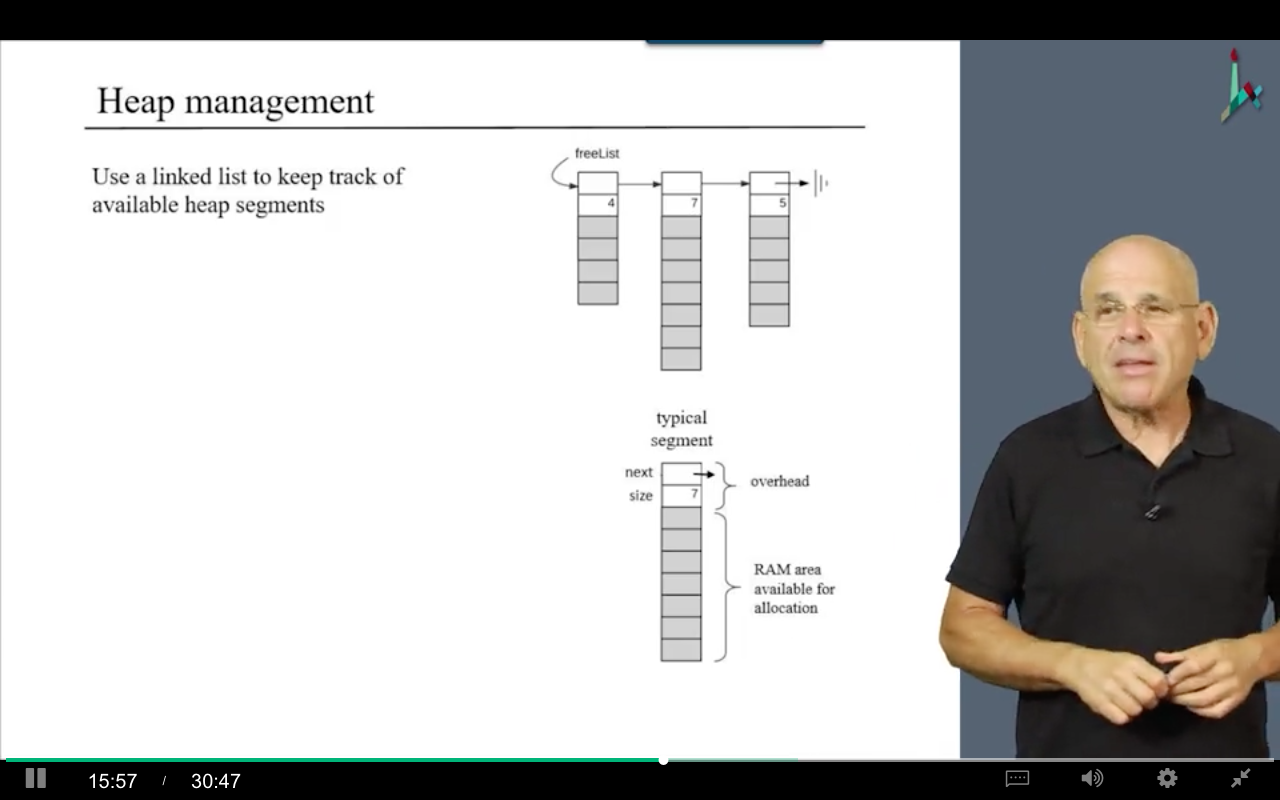 Heap management
Use a linked list to keep track of
available heap segments
freeList
4
7
5
typical
segment
next
size
7
overhead
RAM area
available for
allocation
15:57 / 30:47